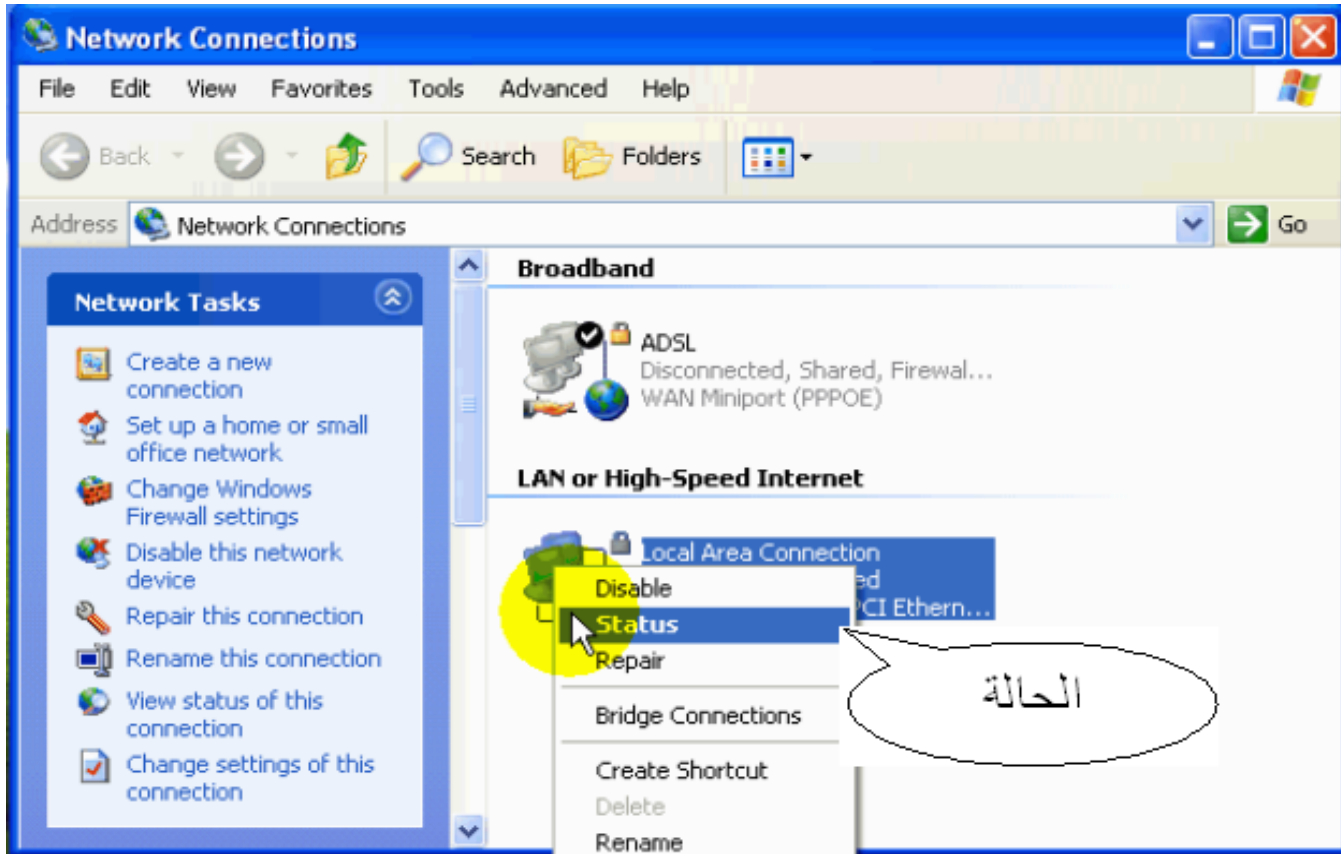 Network Connections
File Edit View Favorites Tools Advanced Help
Back Search Folders
Address Network Connections Go
Network Tasks
Create a new
connection
Set up a home or small
office network
Change Windows
Firewall settings
Disable this network
device
Repair this connection
Rename this connection
View status of this
connection
Change settings of this
connection
Broadband
ADSL
Disconnected, Shared, Firewal...
WAN Miniport (PPPOE)
LAN or High-Speed Internet
Local Area Connection
ed
PCI Ethern...
Disable
Status
Repair
Bridge Connections
Create Shortcut
Delete
Rename
الحالة